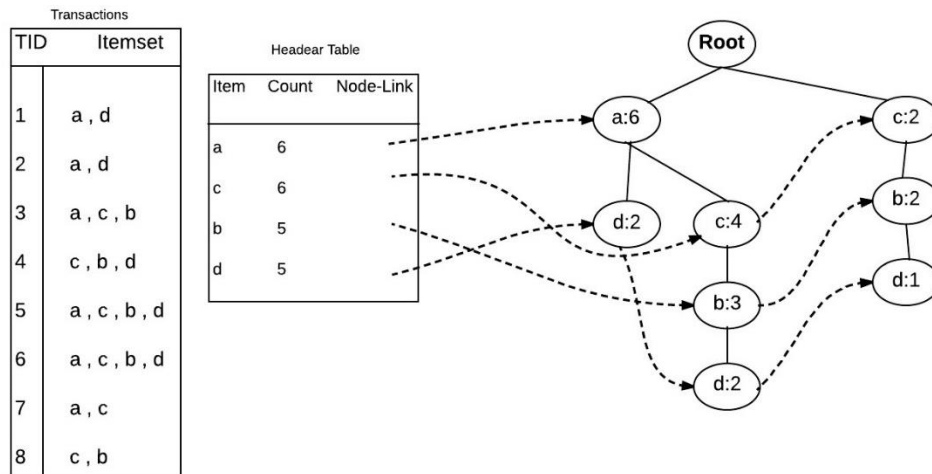 Transactions
TID Itemset
1 a , d
2 a , d
3 a , c , b
4 c , b , d
5 a , c , b , d
6 a , c , b , d
7 a , c
8 c , b
Headear Table
Item Count Node-Link
a 6
c 6
b 5
d 5
Root
a:6 c:2
d:2 c:4 b:2
b:3 d:1
d:2